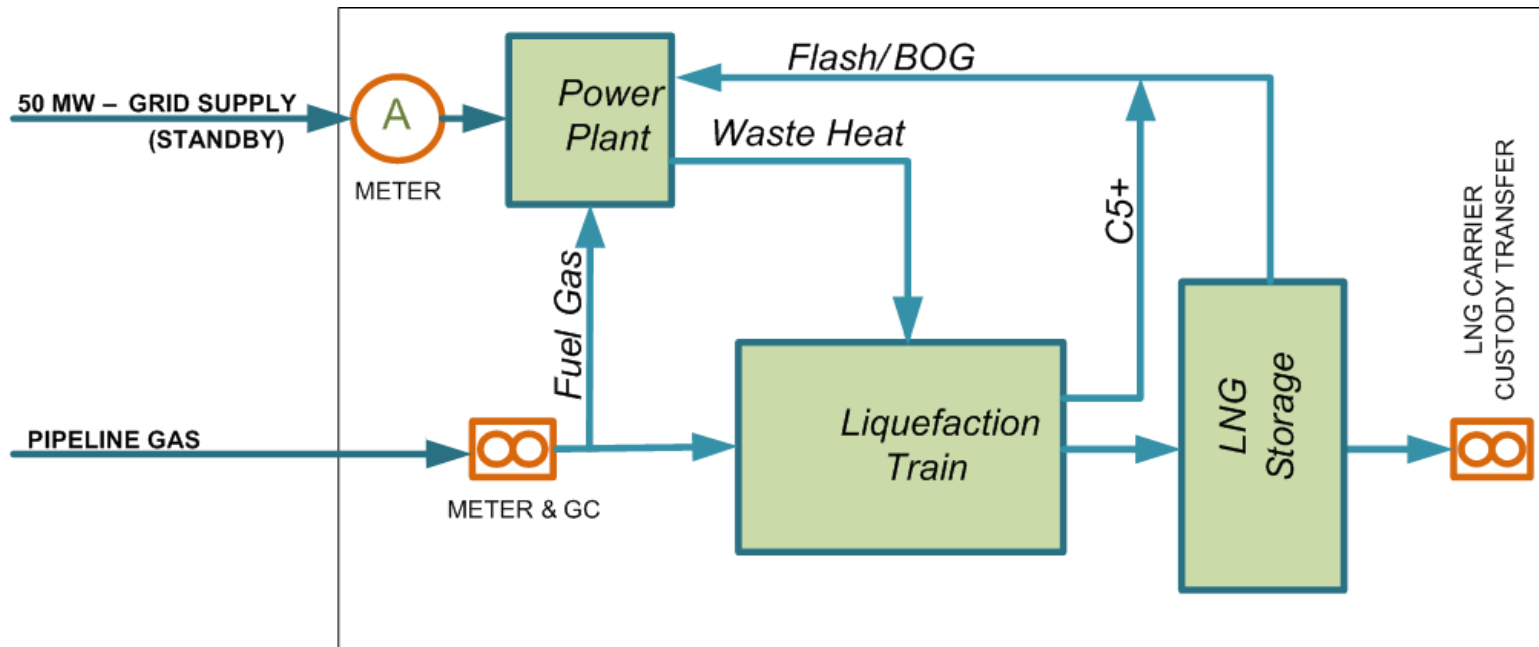 50 MW – GRID SUPPLY
(STANDBY)
A
METER
Power
Plant
Flash/BOG
Waste Heat
C5+
Fuel Gas
PIPELINE GAS
METER & GC
Liquefaction
Train
LNG
Storage
LNG CARRIER
CUSTODY TRANSFER